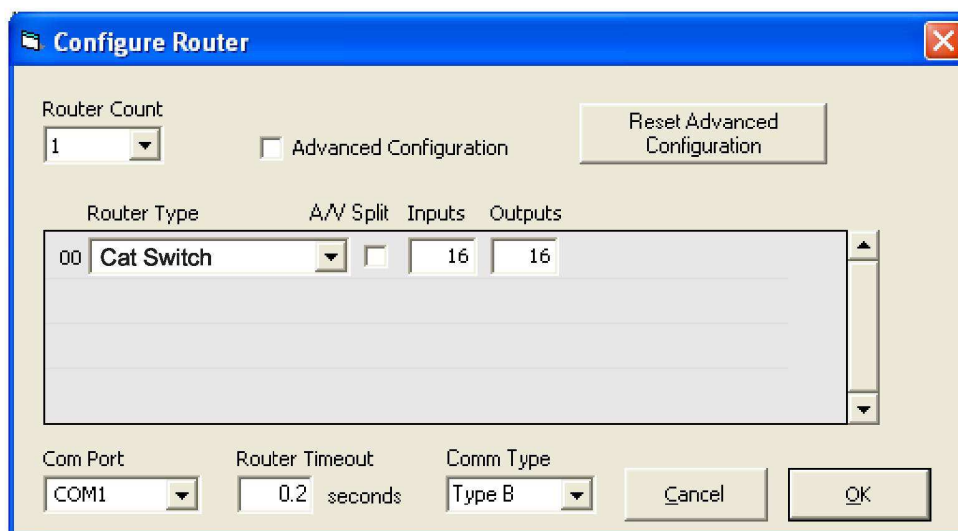 Configure Router
Router Count
1
Advanced Configuration
Reset Advanced
Configuration
Router Type A/V Split Inputs Outputs
00 Cat Switch 16 16
Com Port Router Timeout Comm Type
COM1 0.2 seconds Type B Cancel OK